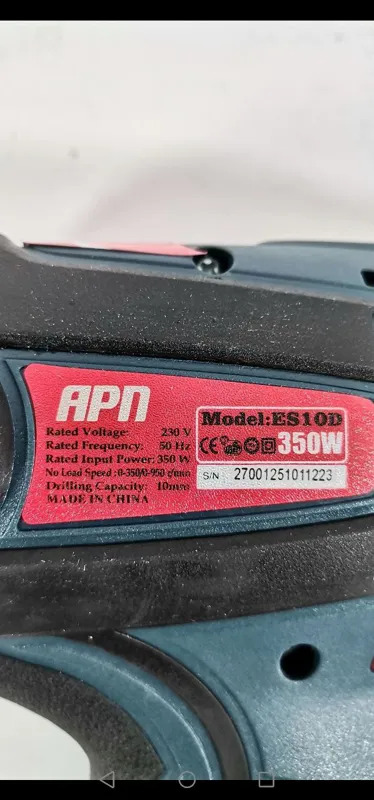 APN
Rated Voltage: 230 V
Rated Frequency: 50 Hz
Rated Input Power: 350 W
No Load Speed : 0-350/0-950 r/min
Drilling Capacity: 10mm
MADE IN CHINA
Model:ES10D
CE 350W
S/N 27001251011223